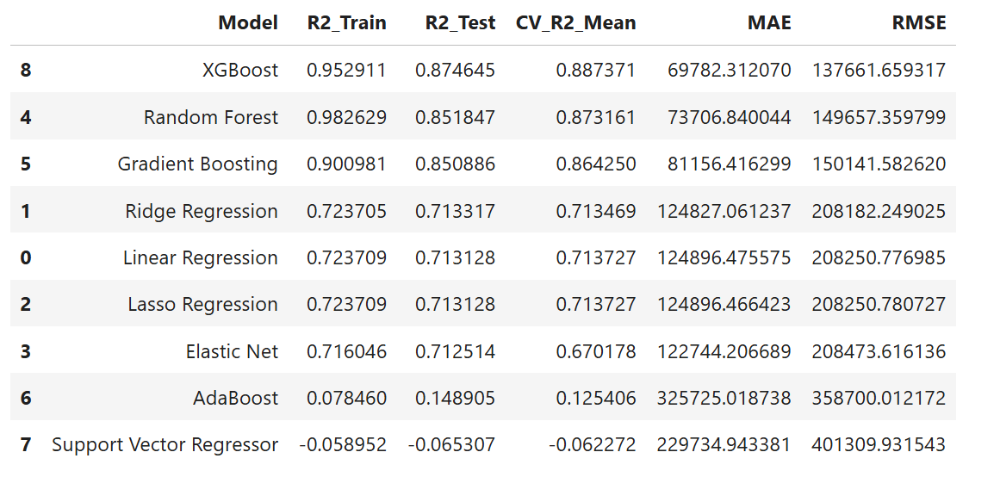 Model R2_Train R2_Test CV_R2_Mean MAE RMSE
8 XGBoost 0.952911 0.874645 0.887371 69782.312070 137661.659317
4 Random Forest 0.982629 0.851847 0.873161 73706.840044 149657.359799
5 Gradient Boosting 0.900981 0.850886 0.864250 81156.416299 150141.582620
1 Ridge Regression 0.723705 0.713317 0.713469 124827.061237 208182.249025
0 Linear Regression 0.723709 0.713128 0.713727 124896.475575 208250.776985
2 Lasso Regression 0.723709 0.713128 0.713727 124896.466423 208250.780727
3 Elastic Net 0.716046 0.712514 0.670178 122744.206689 208473.616136
6 AdaBoost 0.078460 0.148905 0.125406 325725.018738 358700.012172
7 Support Vector Regressor -0.058952 -0.065307 -0.062272 229734.943381 401309.931543